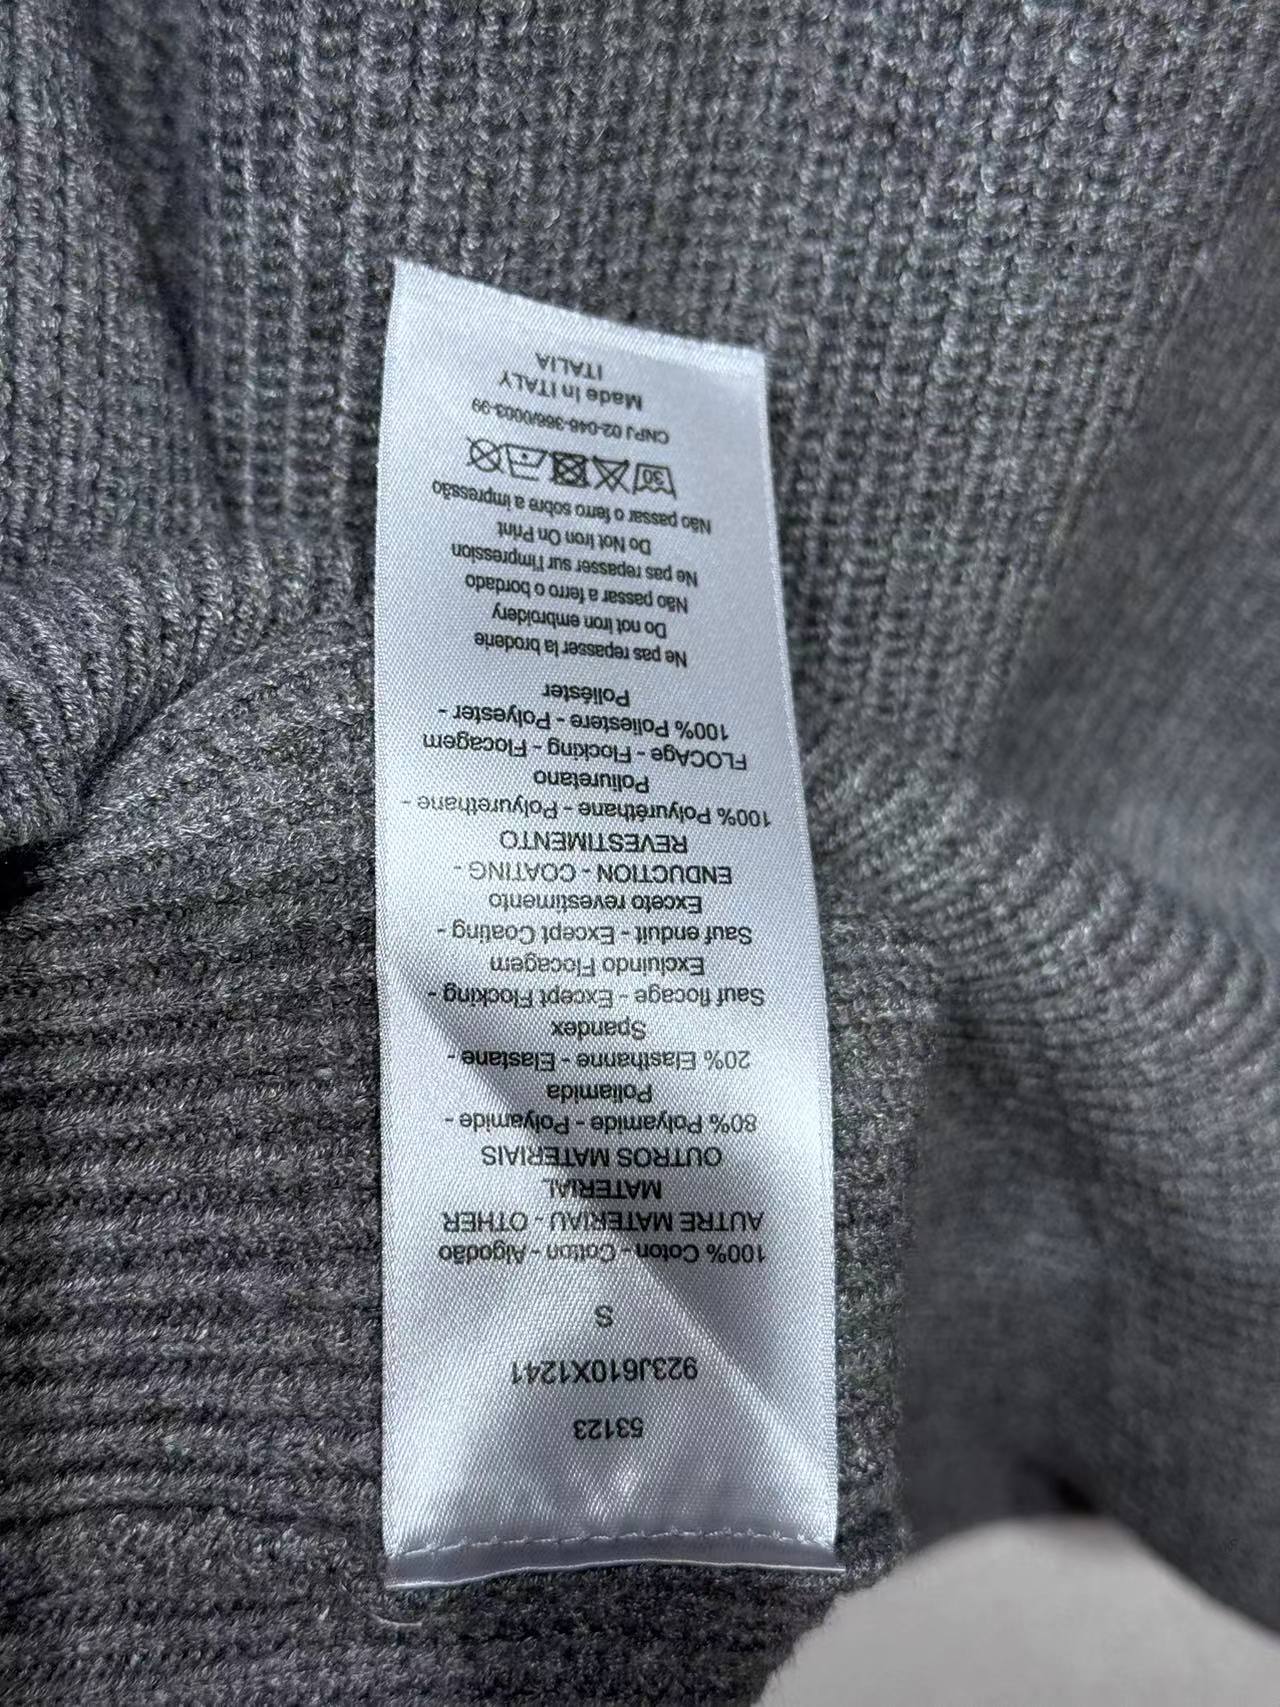 53123
923J610X1241
S
100% Coton - Cotton - Algodão
AUTRE MATERIAU - OTHER
MATERIAL
OUTROS MATERIAIS
80% Polyamide - Polyamide -
Poliamida
20% Elasthanne - Elastane -
Spandex
Sauf flocage - Except Flocking -
Excluindo Flocagem
Sauf enduit - Except Coating -
Exceto revestimento
ENDUCTION - COATING -
REVESTIMENTO
100% Polyuréthane - Polyurethane -
Poliuretano
FLOCAGE - Flocking - Flocagem
100% Poliestere - Polyester -
Poliéster
Ne pas repasser la broderie
Do not iron embroidery
Não passar a ferro o bordado
Ne pas repasser sur l'impression
Do Not Iron On Print
Não passar o ferro sobre a impressão
30
CNPJ 02-046-366/0003-99
Made in ITALY
ITALIA